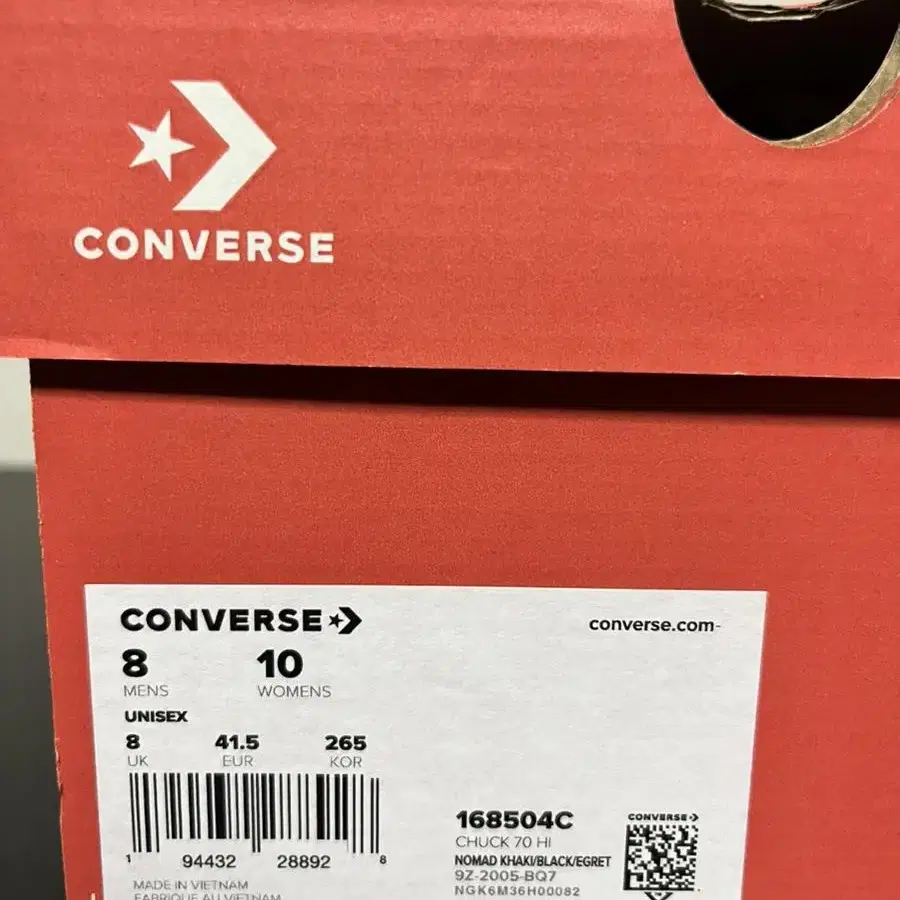 CONVERSE
CONVERSE
converse.com
8 10
MENS WOMENS
UNISEX
8 41.5 265
UK EUR KOR
1 94432 28892 8
MADE IN VIETNAM
FABRIQUE AU VIETNAM
168504C
CHUCK 70 HI
NOMAD KHAKI/BLACK/EGRET
9Z-2005-BQ7
NGK6M36H00082
CONVERSE